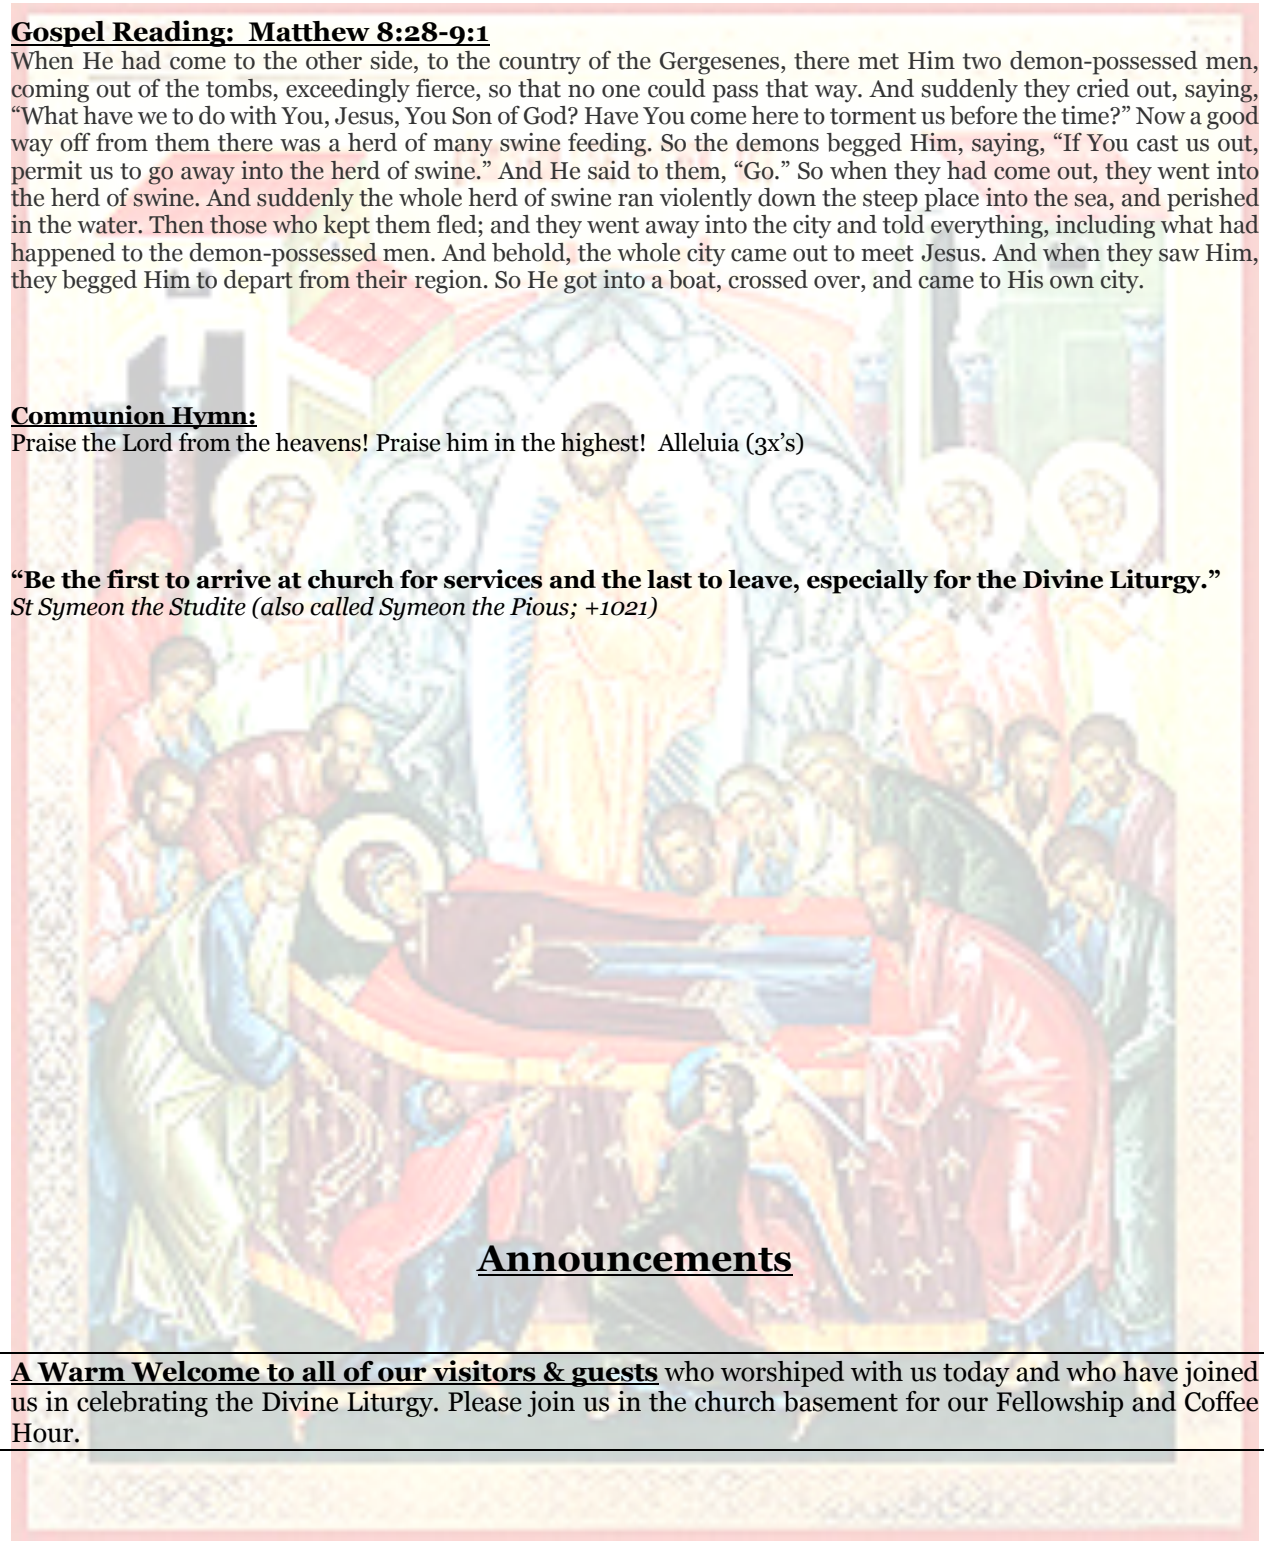 Gospel Reading:  Matthew 8:28-9:1
When He had come to the other side, to the country of the Gergesenes, there met Him two demon-possessed men,
coming out of the tombs, exceedingly fierce, so that no one could pass that way. And suddenly they cried out, saying,
“What have we to do with You, Jesus, You Son of God? Have You come here to torment us before the time?” Now a good
way off from them there was a herd of many swine feeding. So the demons begged Him, saying, “If You cast us out,
permit us to go away into the herd of swine.” And He said to them, “Go.” So when they had come out, they went into
the herd of swine. And suddenly the whole herd of swine ran violently down the steep place into the sea, and perished
in the water. Then those who kept them fled; and they went away into the city and told everything, including what had
happened to the demon-possessed men. And behold, the whole city came out to meet Jesus. And when they saw Him,
they begged Him to depart from their region. So He got into a boat, crossed over, and came to His own city.
Communion Hymn:
Praise the Lord from the heavens! Praise him in the highest!  Alleluia (3x’s)
“Be the first to arrive at church for services and the last to leave, especially for the Divine Liturgy.”
St Symeon the Studite (also called Symeon the Pious; +1021)
Announcements
A Warm Welcome to all of our visitors & guests who worshiped with us today and who have joined
us in celebrating the Divine Liturgy. Please join us in the church basement for our Fellowship and Coffee
Hour.